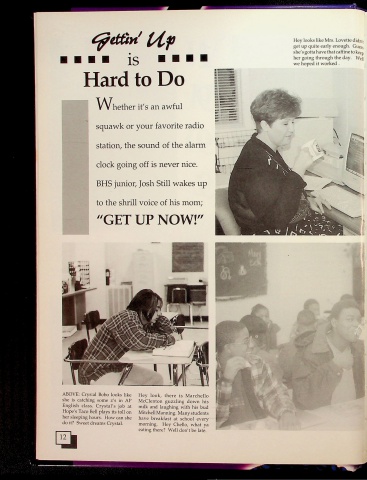 Gettin' Up
is
Hard to Do
Whether it's an awful
squawk or your favorite radio
station, the sound of the alarm
clock going off is never nice.
BHS junior, Josh Still wakes up
to the shrill voice of his mom;
"GET UP NOW!"
Hey looks like Mrs. Lovette didn't
get up quite early enough. Guess
she's gotta have that caffine to keep
her going through the day. Well
we hoped it worked.
ABOVE: Crystal Bohn looks like
she is catching some z's in AP
English class. Crystal's job at
Hope's Taco Bell plays its toll on
her sleeping hours. How can she
do it? Sweet dreams Crystal.
Hey look, there is Marchello
McClenton guzzling down his
milk and laughing with his bud
Mitchell Manning. Many students
have breakfast at school every
morning. Hey Chello, what ya
eating there? Well don't be late.
12